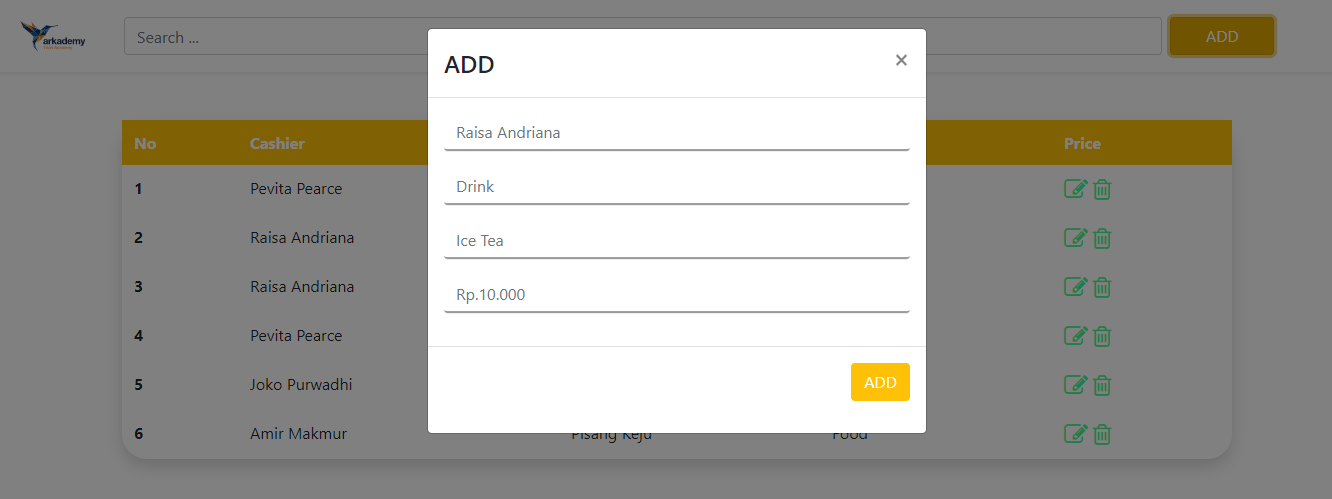 arkademy
Search ...
ADD
ADD
×
Raisa Andriana
Drink
Ice Tea
Rp.10.000
ADD
No Cashier Price
1 Pevita Pearce
2 Raisa Andriana
3 Raisa Andriana
4 Pevita Pearce
5 Joko Purwadhi
6 Amir Makmur Pisang Keju Food